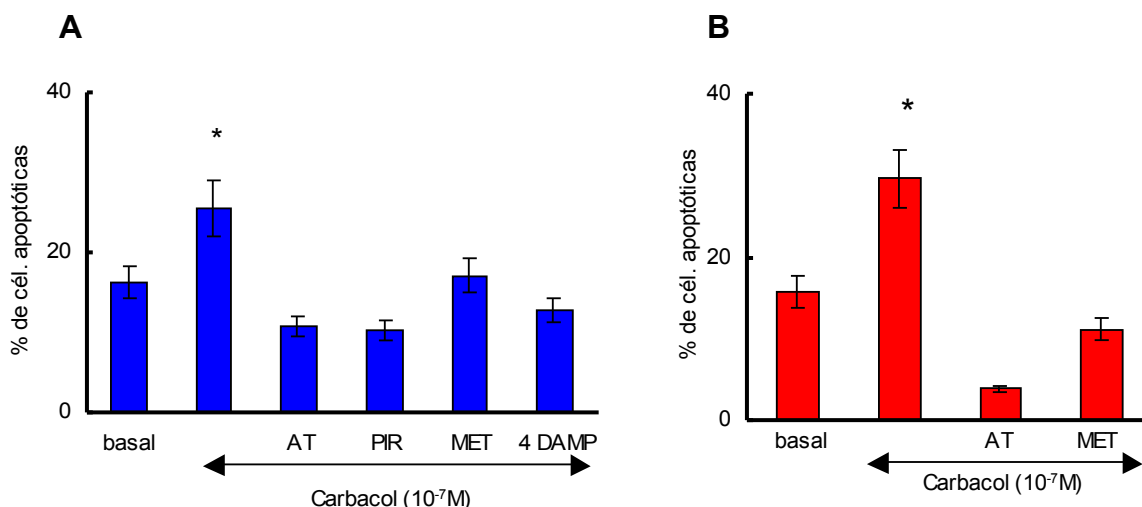 A
% de cél. apoptóticas
40
*
20
0
basal
AT
PIR
MET
4 DAMP
Carbacol (10⁻⁷M)
B
% de cél. apoptóticas
40
*
20
0
basal
AT
MET
Carbacol (10⁻⁷M)